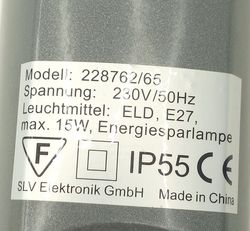 Modell: 228762/65
Spannung: 230V/50Hz
Leuchtmittel: ELD, E27,
max. 15W, Energiesparlampe
F IP55 CE
SLV Elektronik GmbH Made in China